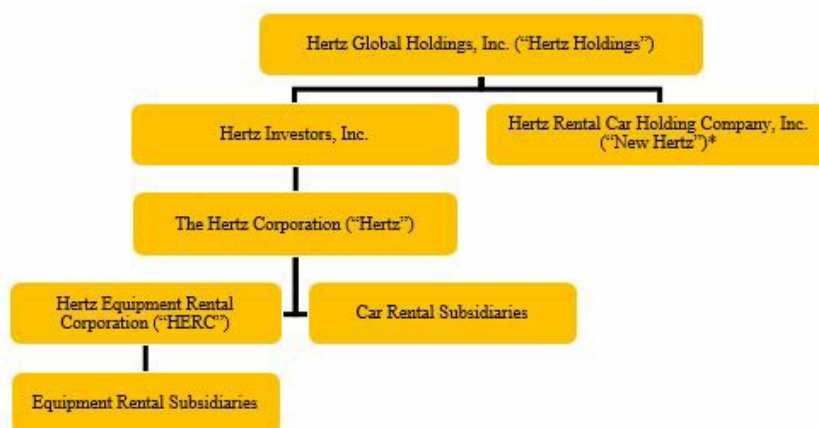 Hertz Global Holdings, Inc. (“Hertz Holdings”)
Hertz Investors, Inc.
Hertz Rental Car Holding Company, Inc.
(“New Hertz”)*
The Hertz Corporation (“Hertz”)
Hertz Equipment Rental
Corporation (“HERC”)
Car Rental Subsidiaries
Equipment Rental Subsidiaries